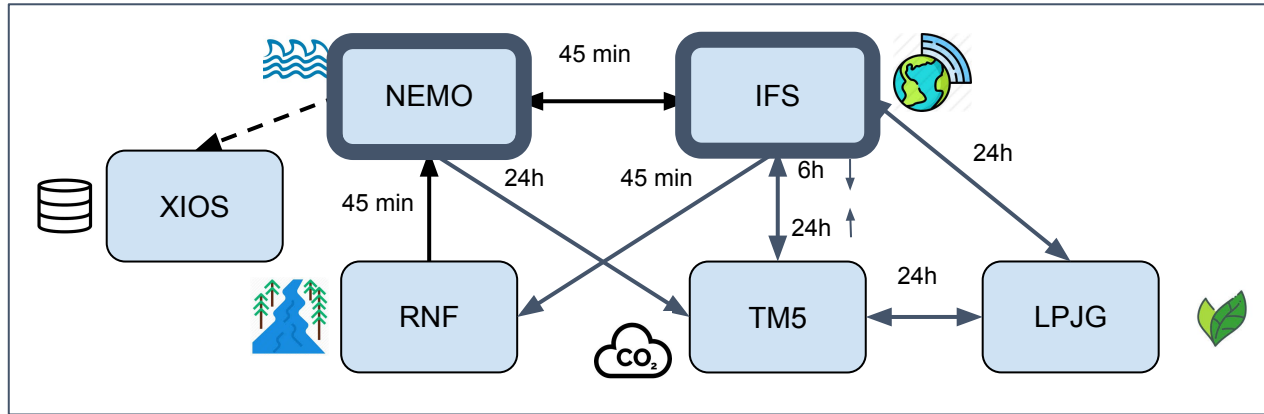 45 min
NEMO
IFS
XIOS
24h
45 min
6h
24h
45 min
24h
24h
RNF
TM5
LPJG
CO₂